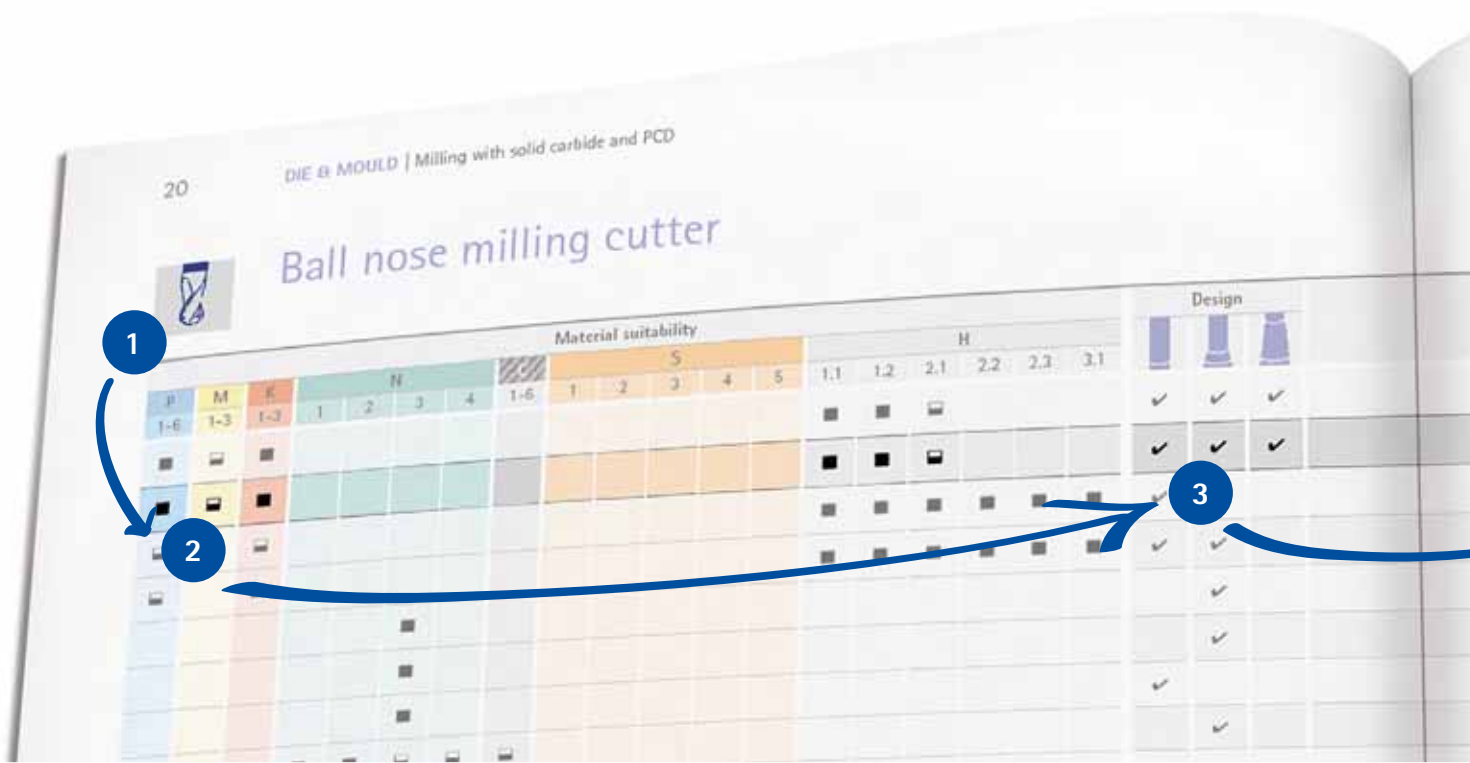 20
DIE & MOULD | Milling with solid carbide and PCD
Ball nose milling cutter
1
Material suitability
Design
P M K N C S H
1-6 1-3 1-3 1 2 3 4 1-6 1 2 3 4 5 1.1 1.2 2.1 2.2 2.3 3.1
2
3